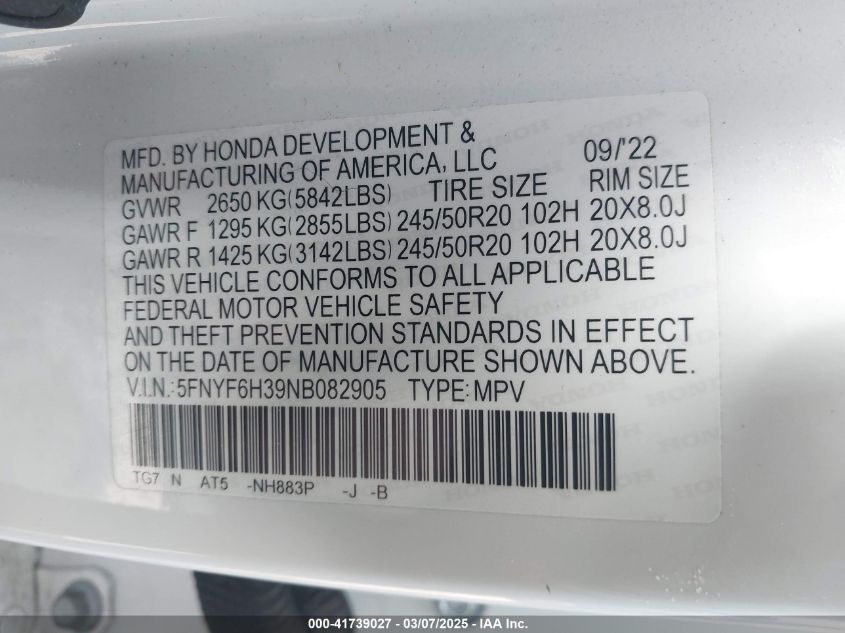 MFD. BY HONDA DEVELOPMENT &
MANUFACTURING OF AMERICA, LLC 09/'22
GVWR 2650 KG(5842LBS) TIRE SIZE RIM SIZE
GAWR F 1295 KG(2855LBS) 245/50R20 102H 20X8.0J
GAWR R 1425 KG(3142LBS) 245/50R20 102H 20X8.0J
THIS VEHICLE CONFORMS TO ALL APPLICABLE
FEDERAL MOTOR VEHICLE SAFETY
AND THEFT PREVENTION STANDARDS IN EFFECT
ON THE DATE OF MANUFACTURE SHOWN ABOVE.
V.I.N.:5FNYF6H39NB082905 TYPE:MPV
TG7 N AT5 -NH883P -J -B
000-41739027 - 03/07/2025 - IAAI Inc.